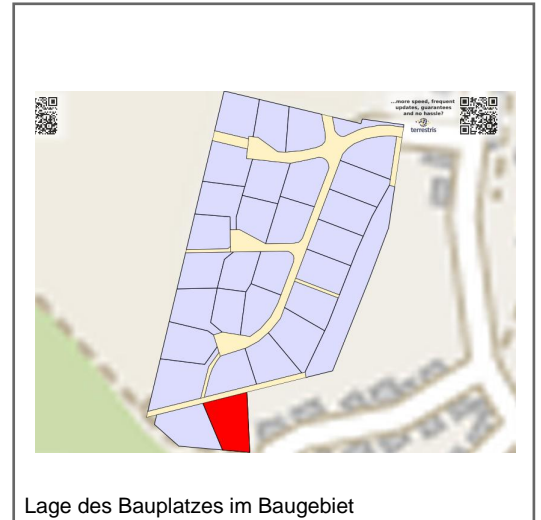 ...more speed, frequent
updates, guarantees
and no hassle?
terrestris
Lage des Bauplatzes im Baugebiet